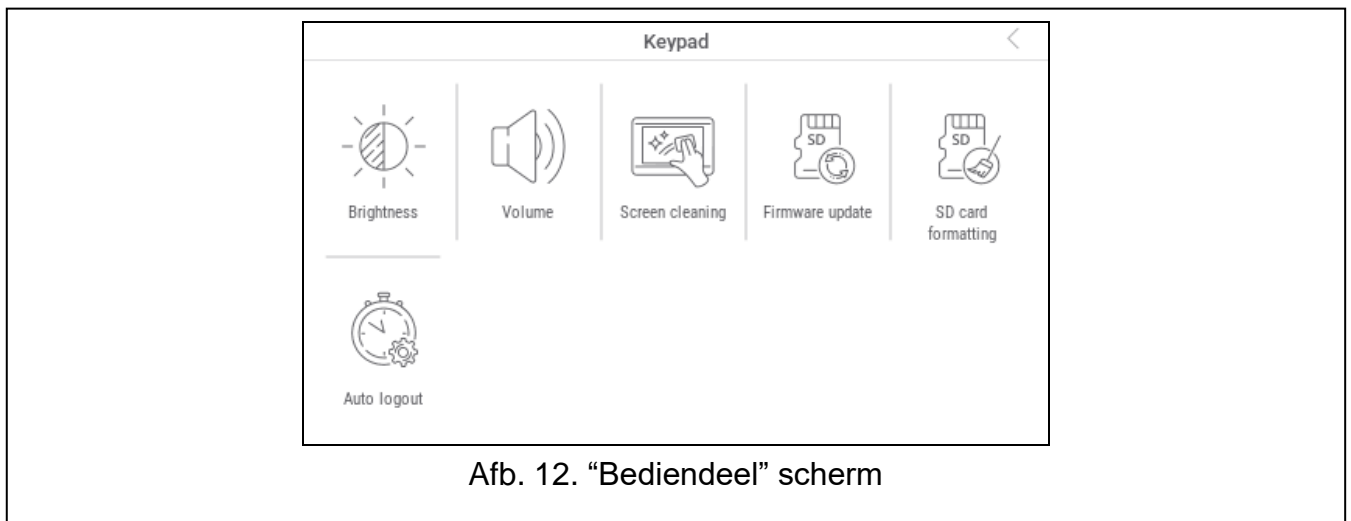 Keypad
SD
SD
Brightness
Volume
Screen cleaning
Firmware update
SD card
formatting
Auto logout
Afb. 12. “Bediendeel” scherm